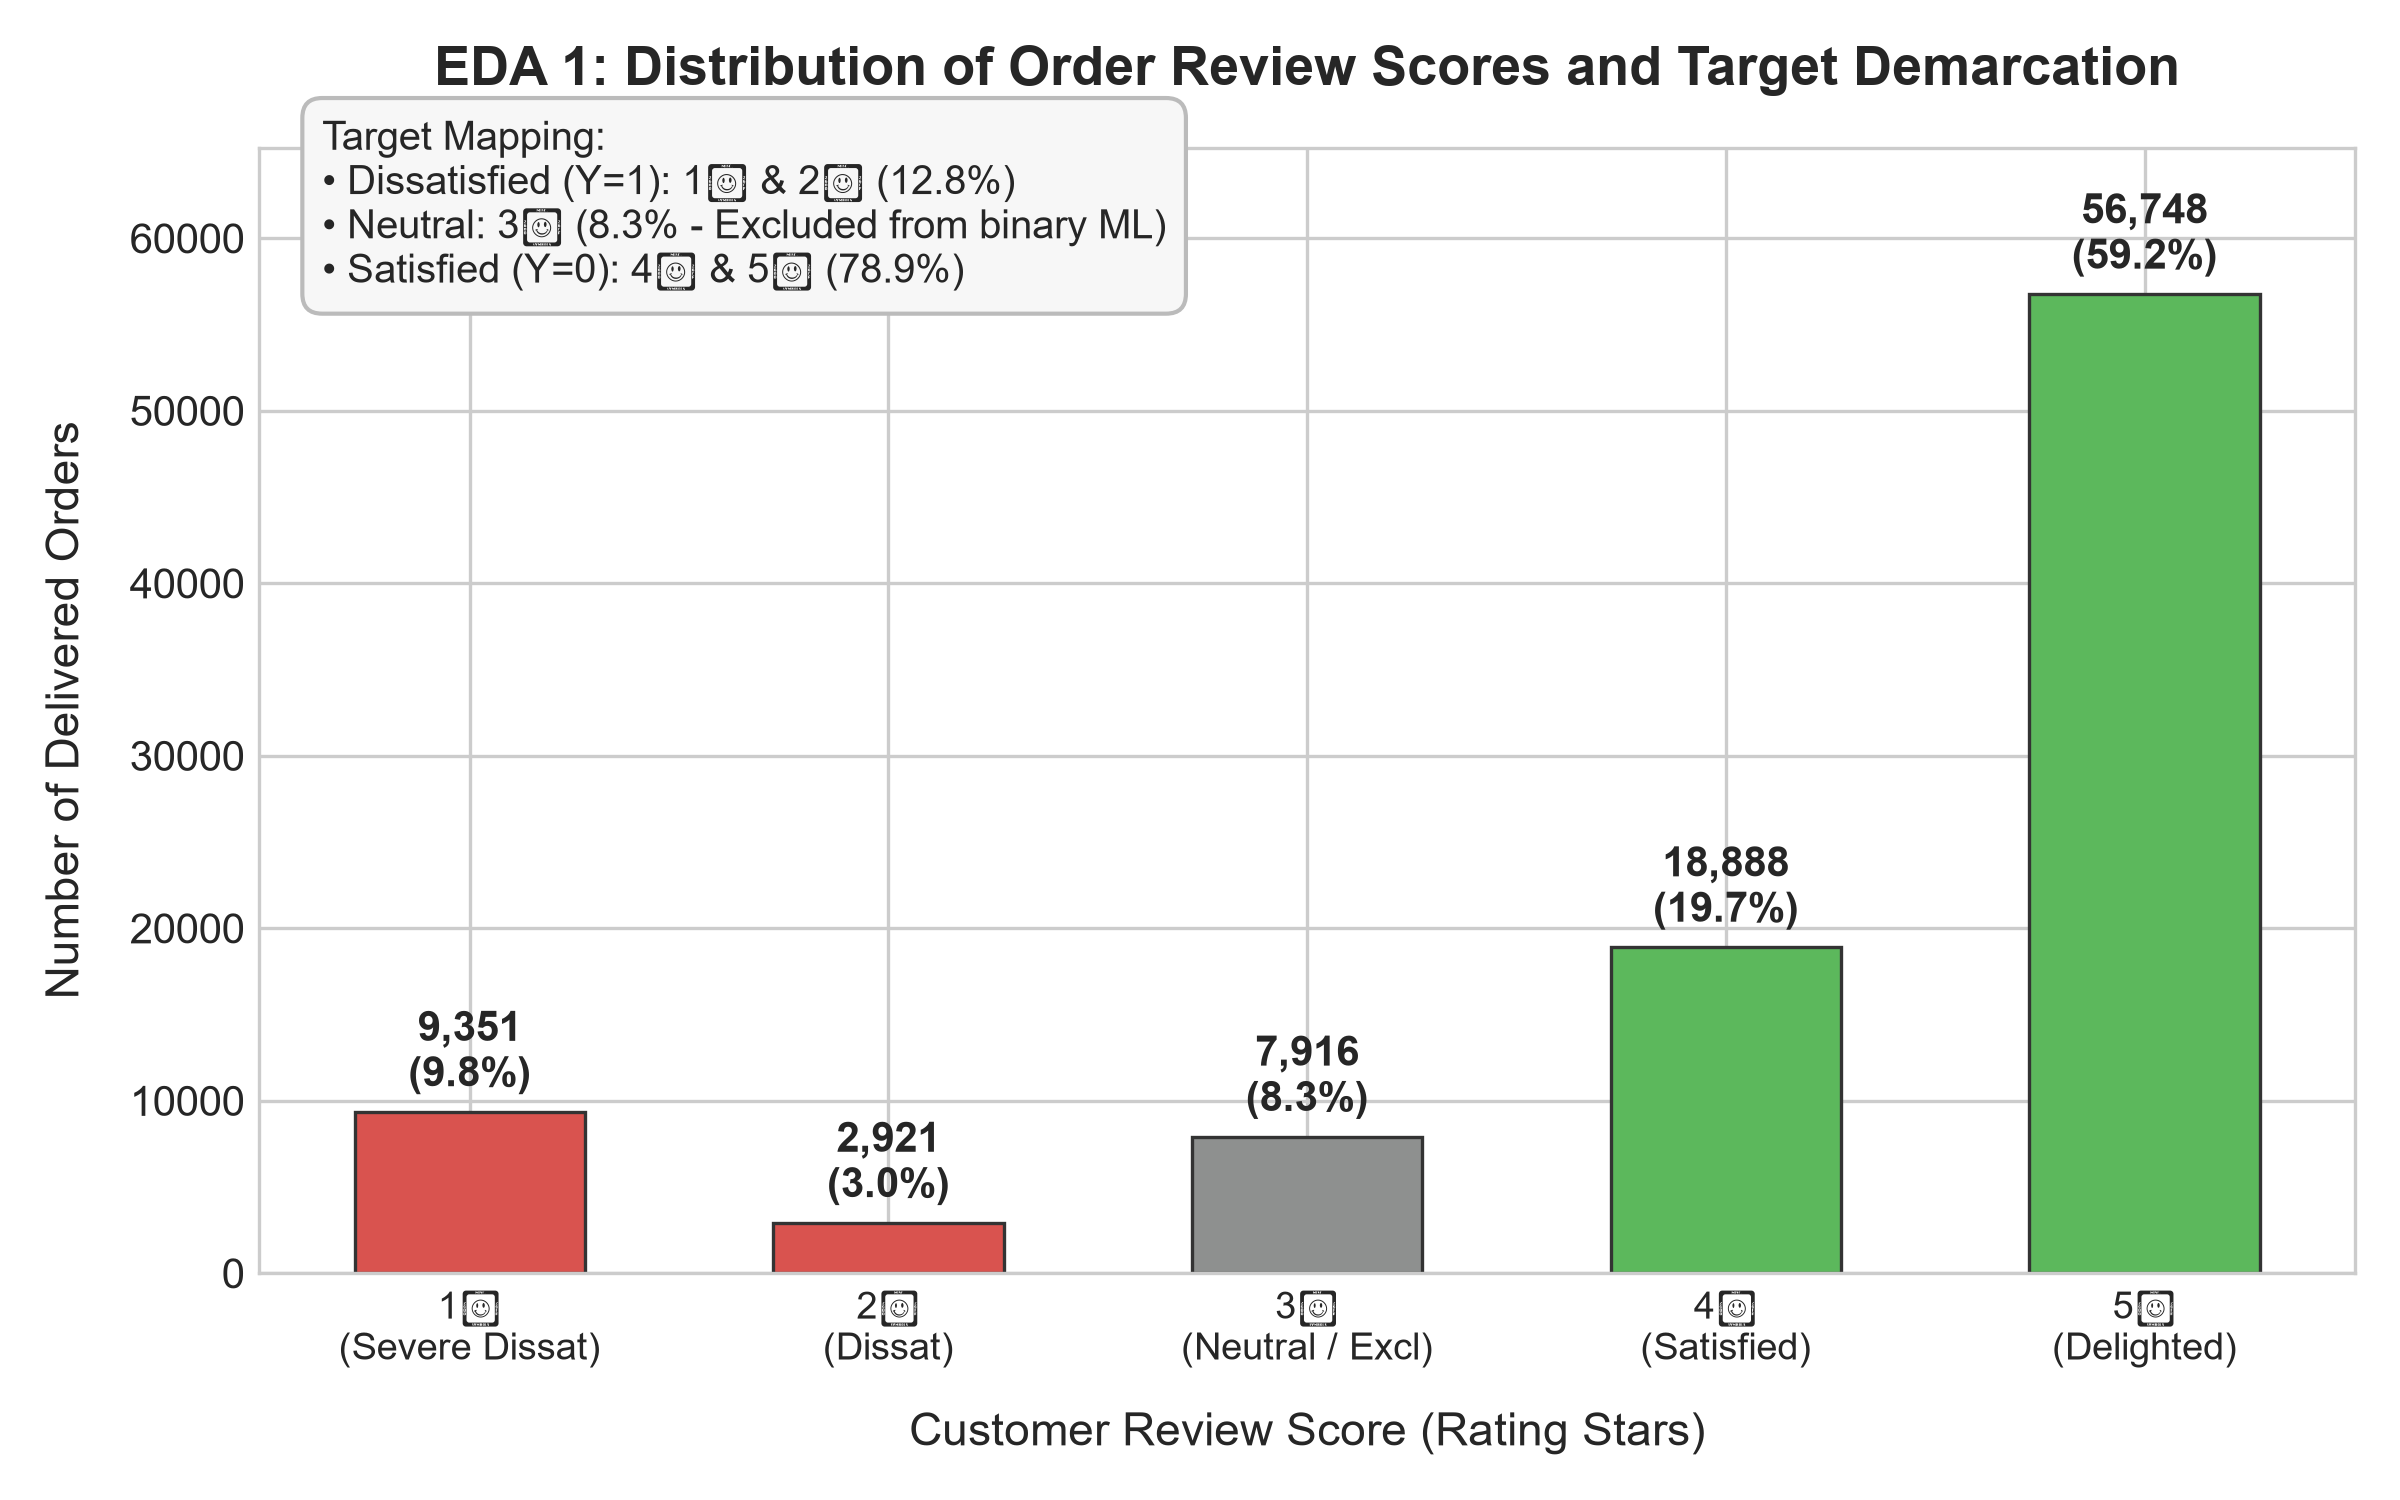 EDA 1: Distribution of Order Review Scores and Target Demarcation
Target Mapping:
• Dissatisfied (Y=1): 1 & 2 (12.8%)
• Neutral: 3 (8.3% - Excluded from binary ML)
• Satisfied (Y=0): 4 & 5 (78.9%)
Number of Delivered Orders
60000
50000
40000
30000
20000
10000
0
9,351
(9.8%)
2,921
(3.0%)
7,916
(8.3%)
18,888
(19.7%)
56,748
(59.2%)
1
(Severe Dissat)
2
(Dissat)
3
(Neutral / Excl)
4
(Satisfied)
5
(Delighted)
Customer Review Score (Rating Stars)